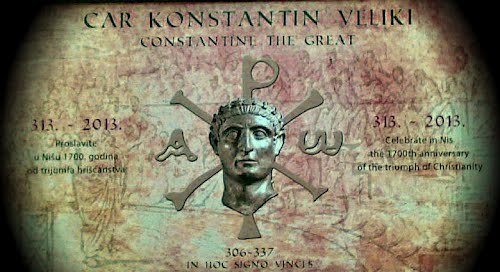 CAR KONSTANTIN VELIKI
CONSTANTINE THE GREAT
313. - 2013.
Proslavite
u Nišu 1700. godina
od trijumfa hrišćanstva
Α Ρ Ω
313. - 2013.
Celebrate in Nis
the 1700th anniversary
of the triumph of Christianity
306-337
IN HOC SIGNO VINCES